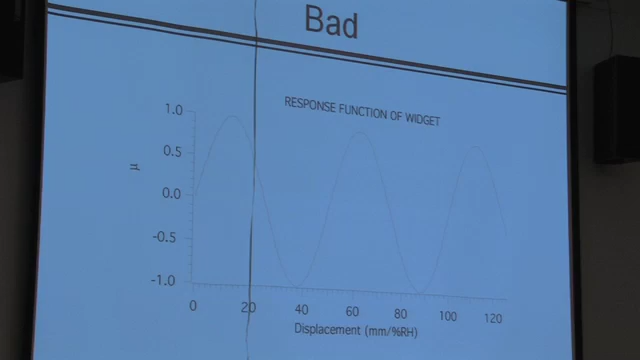 Bad
RESPONSE FUNCTION OF WIDGET
1.0
0.5
0.0
-0.5
-1.0
μ
0 20 40 60 80 100 120
Displacement (mm/%RH)